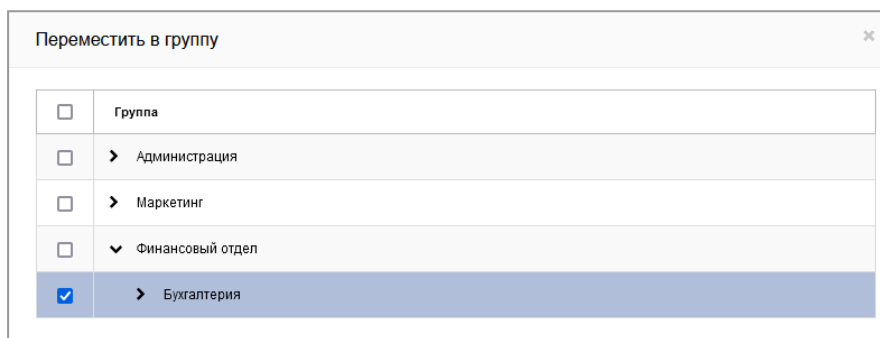 Переместить в группу
Группа
Администрация
Маркетинг
Финансовый отдел
Бухгалтерия